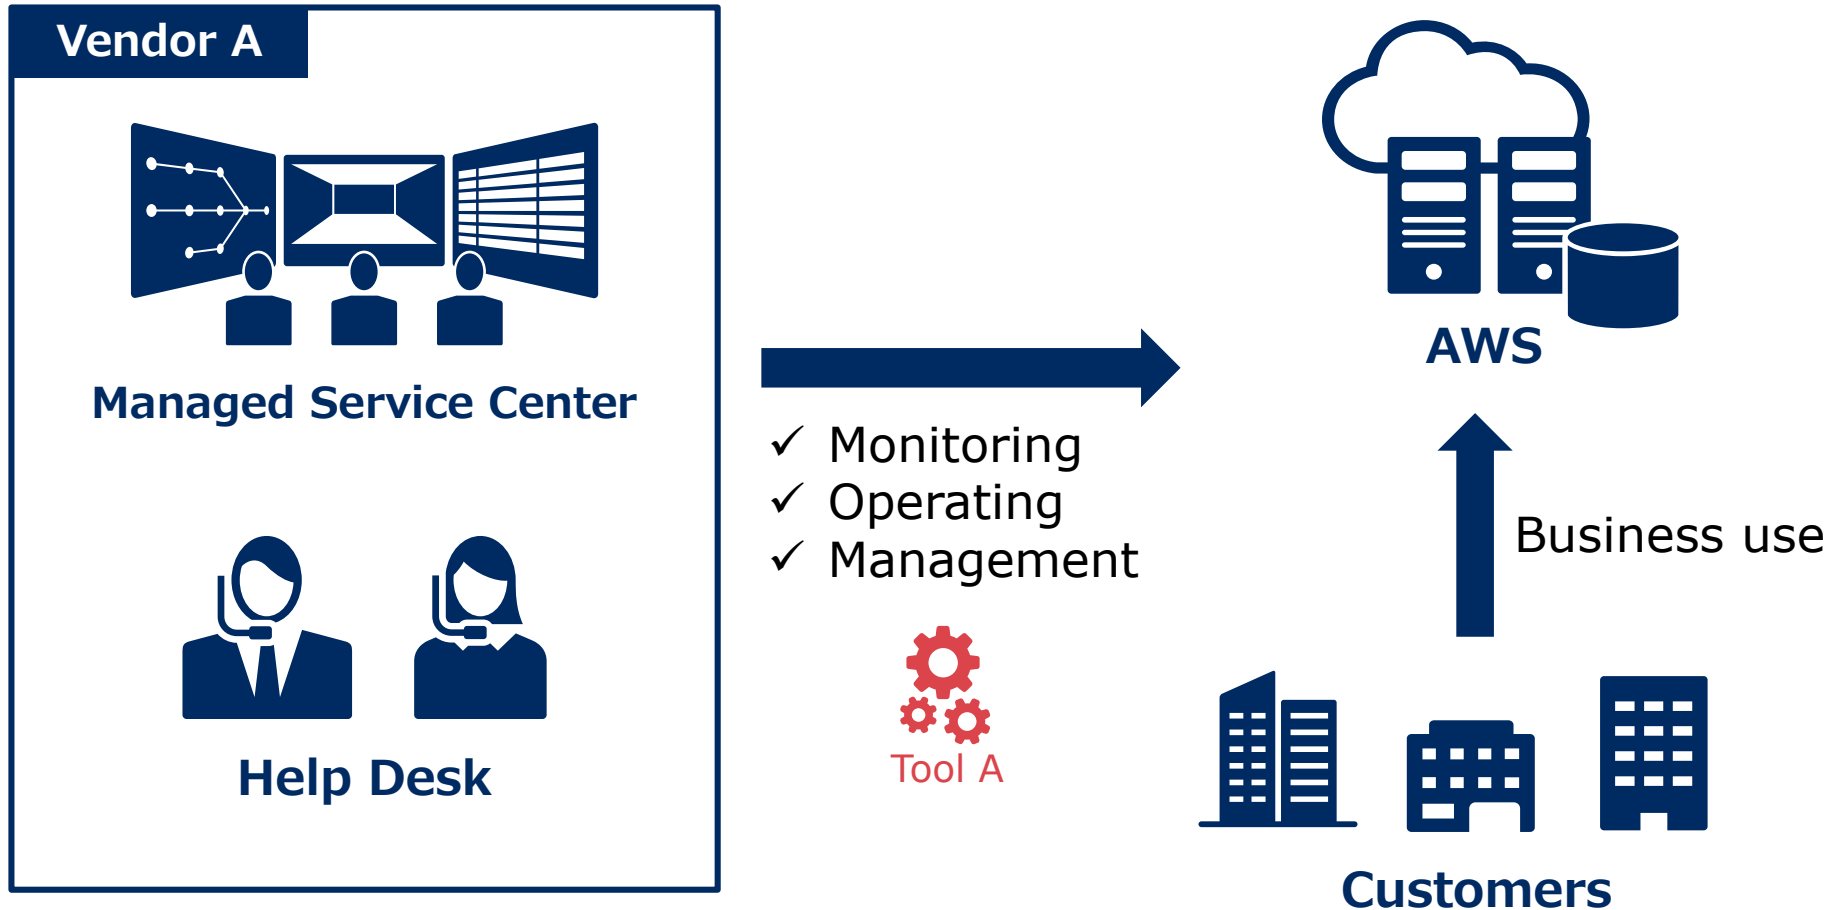 Vendor A
Managed Service Center
Help Desk
✓ Monitoring
✓ Operating
✓ Management
Tool A
AWS
Business use
Customers